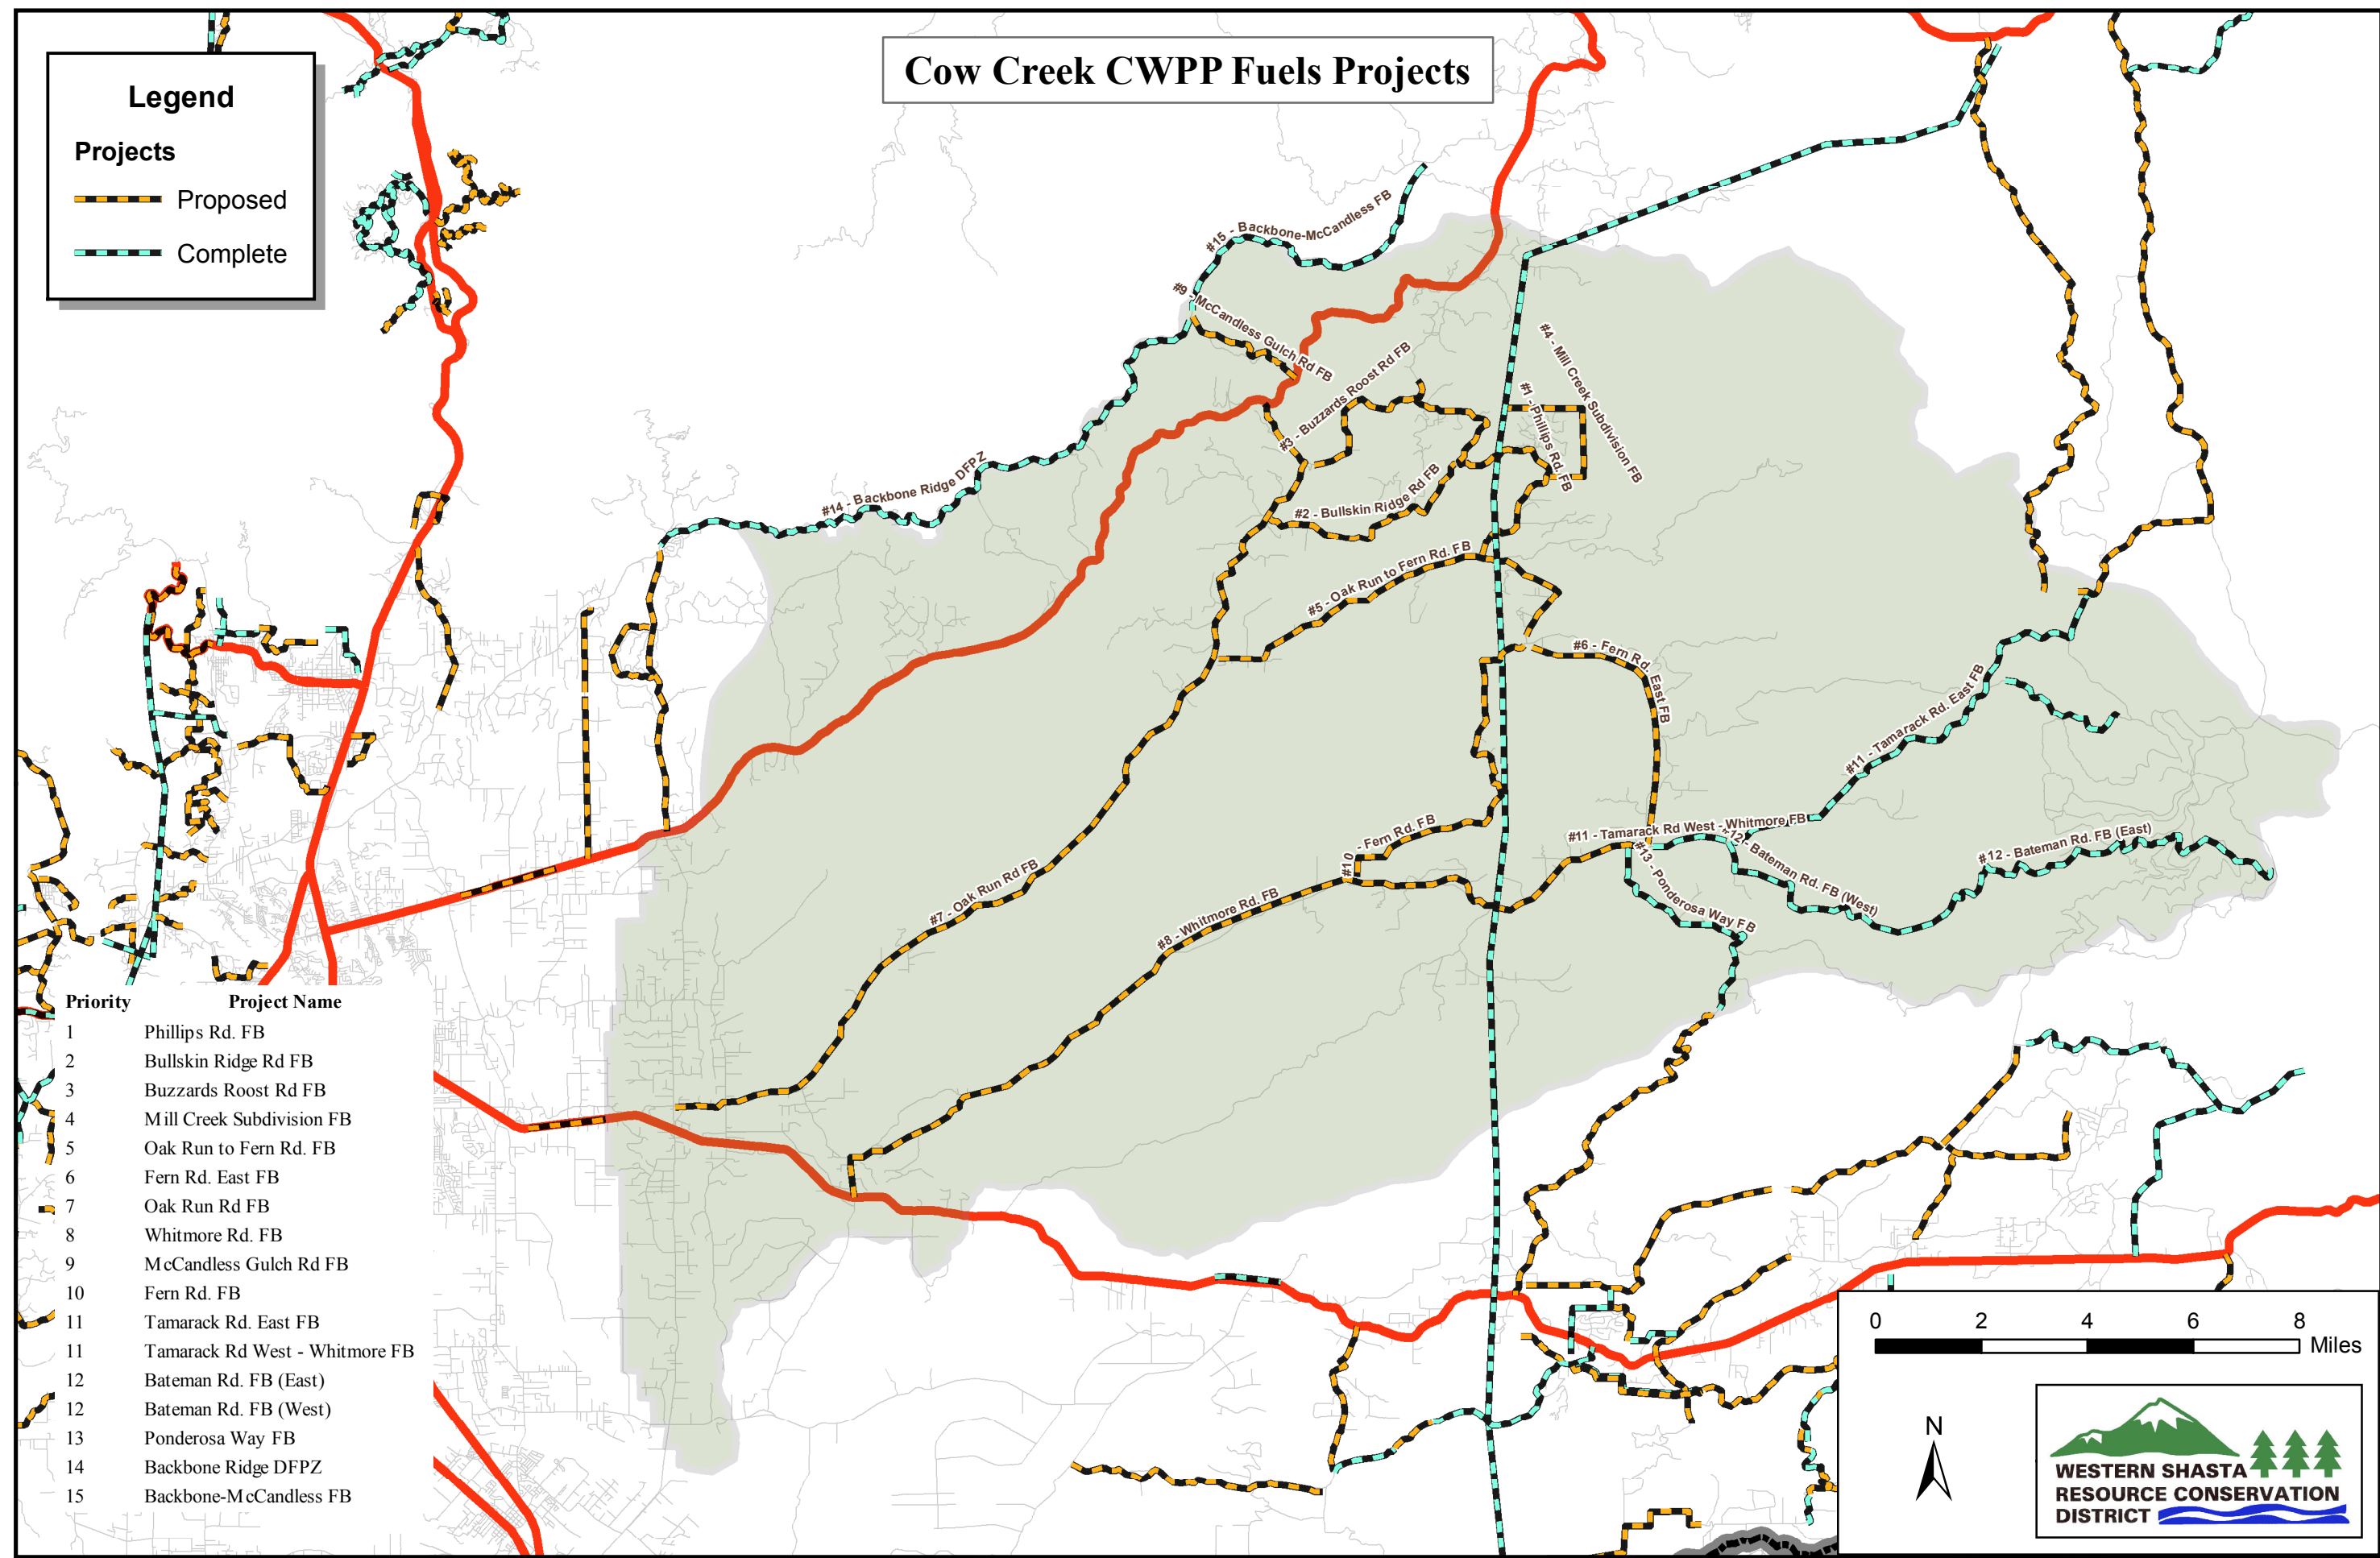 Cow Creek CWPP Fuels Projects
Legend
Projects
Proposed
Complete
#15 - Backbone-McCandless FB
#9 - McCandless Gulch Rd FB
#3 - Buzzards Roost Rd FB
#4 - Mill Creek Subdivision FB
#1 - Phillips Rd. FB
#14 - Backbone Ridge DFPZ
#2 - Bullskin Ridge Rd FB
#5 - Oak Run to Fern Rd. FB
#6 - Fern Rd. East FB
#11 - Tamarack Rd. East FB
#10 - Fern Rd. FB
#11 - Tamarack Rd West - Whitmore FB
#12 - Bateman Rd. FB (West)
#12 - Bateman Rd. FB (East)
#13 - Ponderosa Way FB
#7 - Oak Run Rd FB
#8 - Whitmore Rd. FB
Priority Project Name
1 Phillips Rd. FB
2 Bullskin Ridge Rd FB
3 Buzzards Roost Rd FB
4 Mill Creek Subdivision FB
5 Oak Run to Fern Rd. FB
6 Fern Rd. East FB
7 Oak Run Rd FB
8 Whitmore Rd. FB
9 McCandless Gulch Rd FB
10 Fern Rd. FB
11 Tamarack Rd. East FB
11 Tamarack Rd West - Whitmore FB
12 Bateman Rd. FB (East)
12 Bateman Rd. FB (West)
13 Ponderosa Way FB
14 Backbone Ridge DFPZ
15 Backbone-McCandless FB
0 2 4 6 8
Miles
N
WESTERN SHASTA
RESOURCE CONSERVATION
DISTRICT